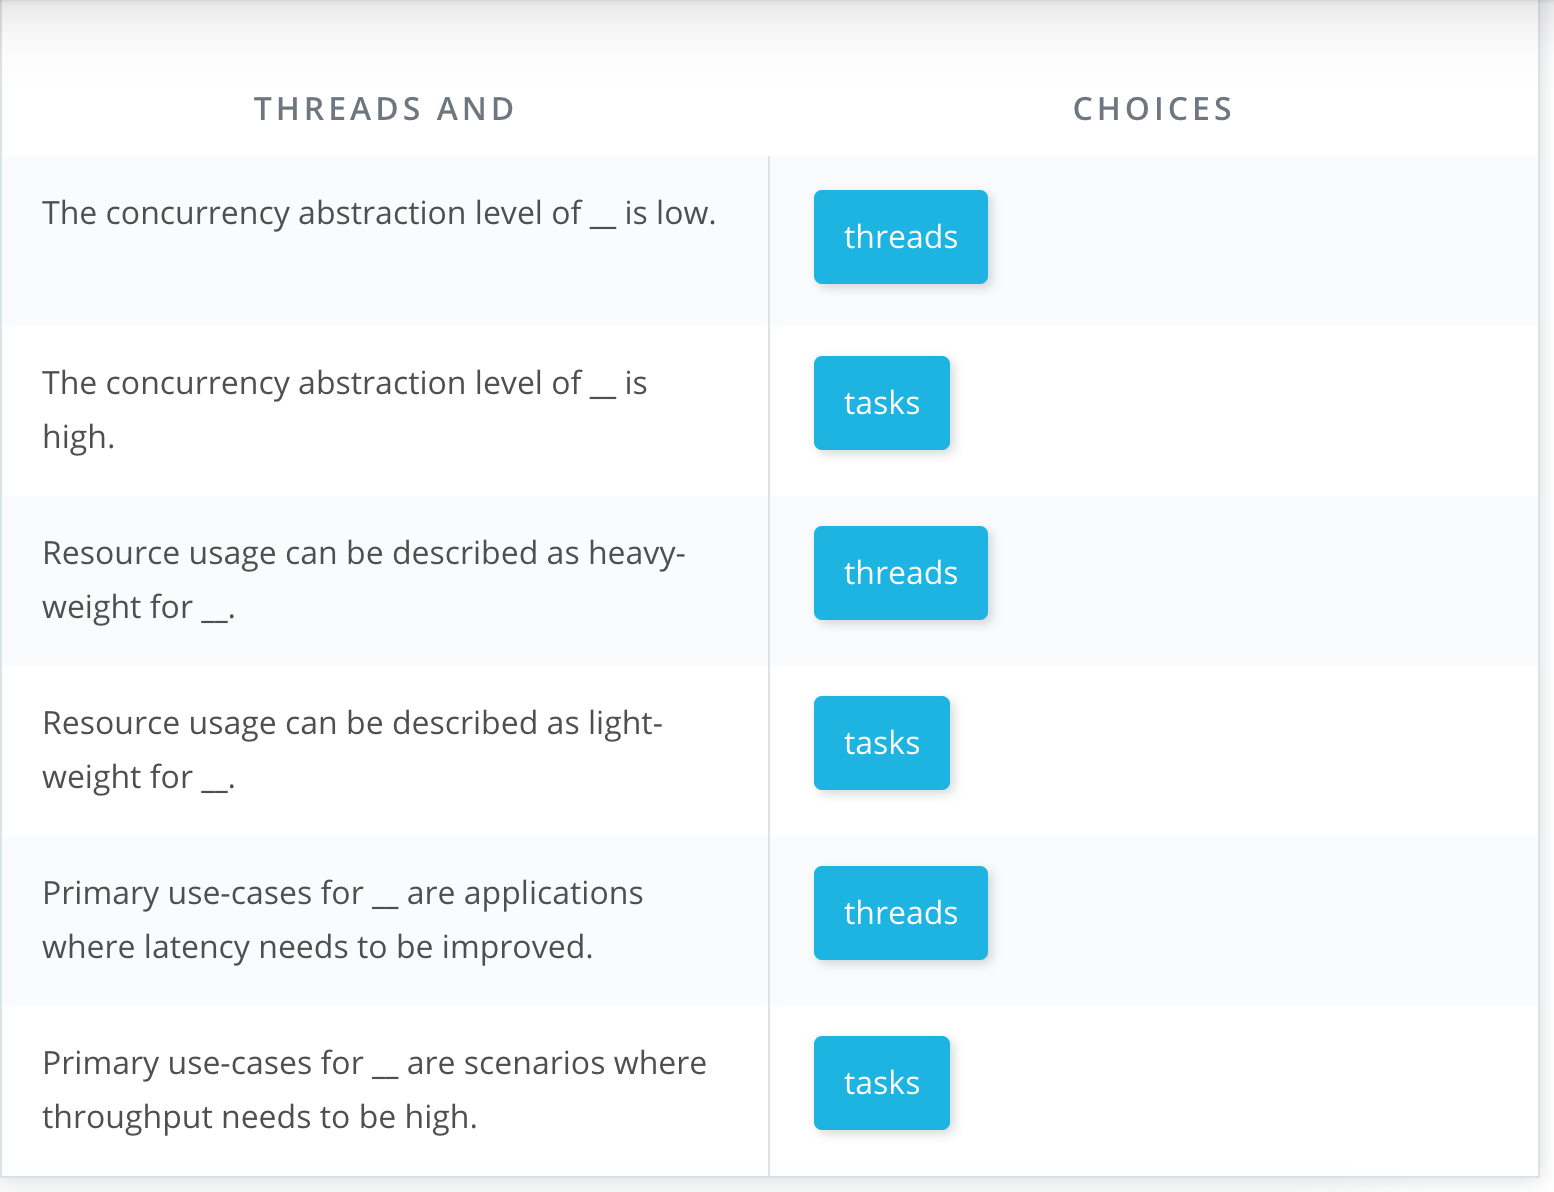 THREADS AND
CHOICES
The concurrency abstraction level of __ is low.
threads
The concurrency abstraction level of __ is
high.
tasks
Resource usage can be described as heavy-
weight for __.
threads
Resource usage can be described as light-
weight for __.
tasks
Primary use-cases for __ are applications
where latency needs to be improved.
threads
Primary use-cases for __ are scenarios where
throughput needs to be high.
tasks